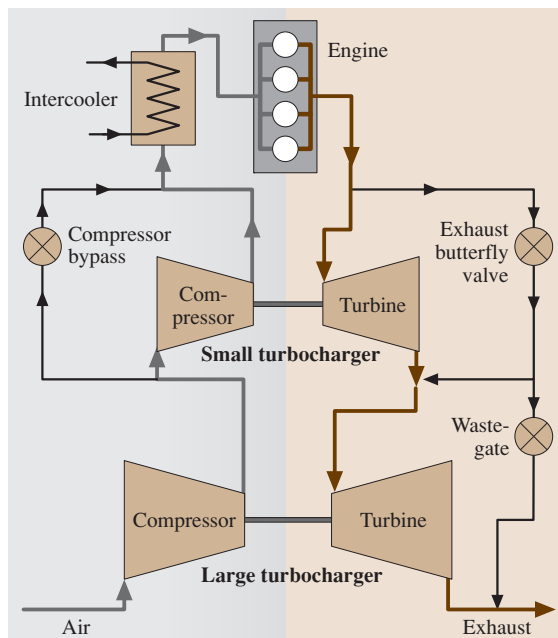 Engine
Intercooler
Compressor
bypass
Exhaust
butterfly
valve
Com-
pressor
Turbine
Small turbocharger
Waste-
gate
Compressor
Turbine
Large turbocharger
Air
Exhaust